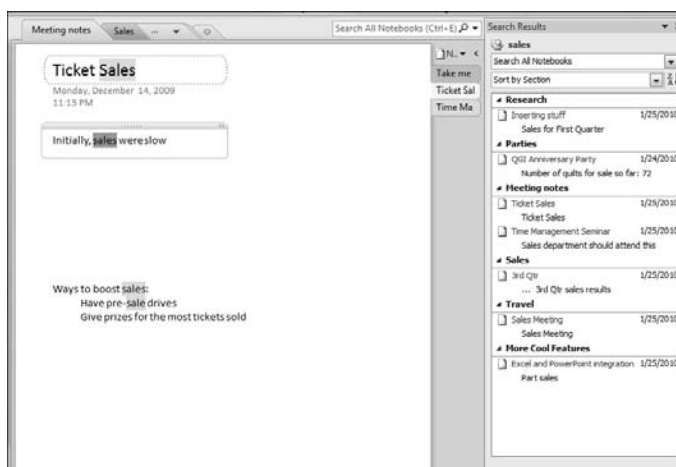 Meeting notes
Sales
...
Search All Notebooks (Ctrl+E)
Search Results
Ticket Sales
Monday, December 14, 2009
11:15 PM
Initially, sales were slow
Ways to boost sales:
Have pre-sale drives
Give prizes for the most tickets sold
N..
Take me
Ticket Sal
Time Ma
sales
Search All Notebooks
Sort by Section
Research
Inserting stuff 1/25/2010
Sales for First Quarter
Parties
QGI Anniversary Party 1/24/2010
Number of quilts for sale so far: 72
Meeting notes
Ticket Sales 1/25/2010
Ticket Sales
Time Management Seminar 1/25/2010
Sales department should attend this
Sales
3rd Qtr 1/25/2010
... 3rd Qtr sales results
Travel
Sales Meeting 1/25/2010
Sales Meeting
More Cool Features
Excel and PowerPoint integration 1/25/2010
Part sales